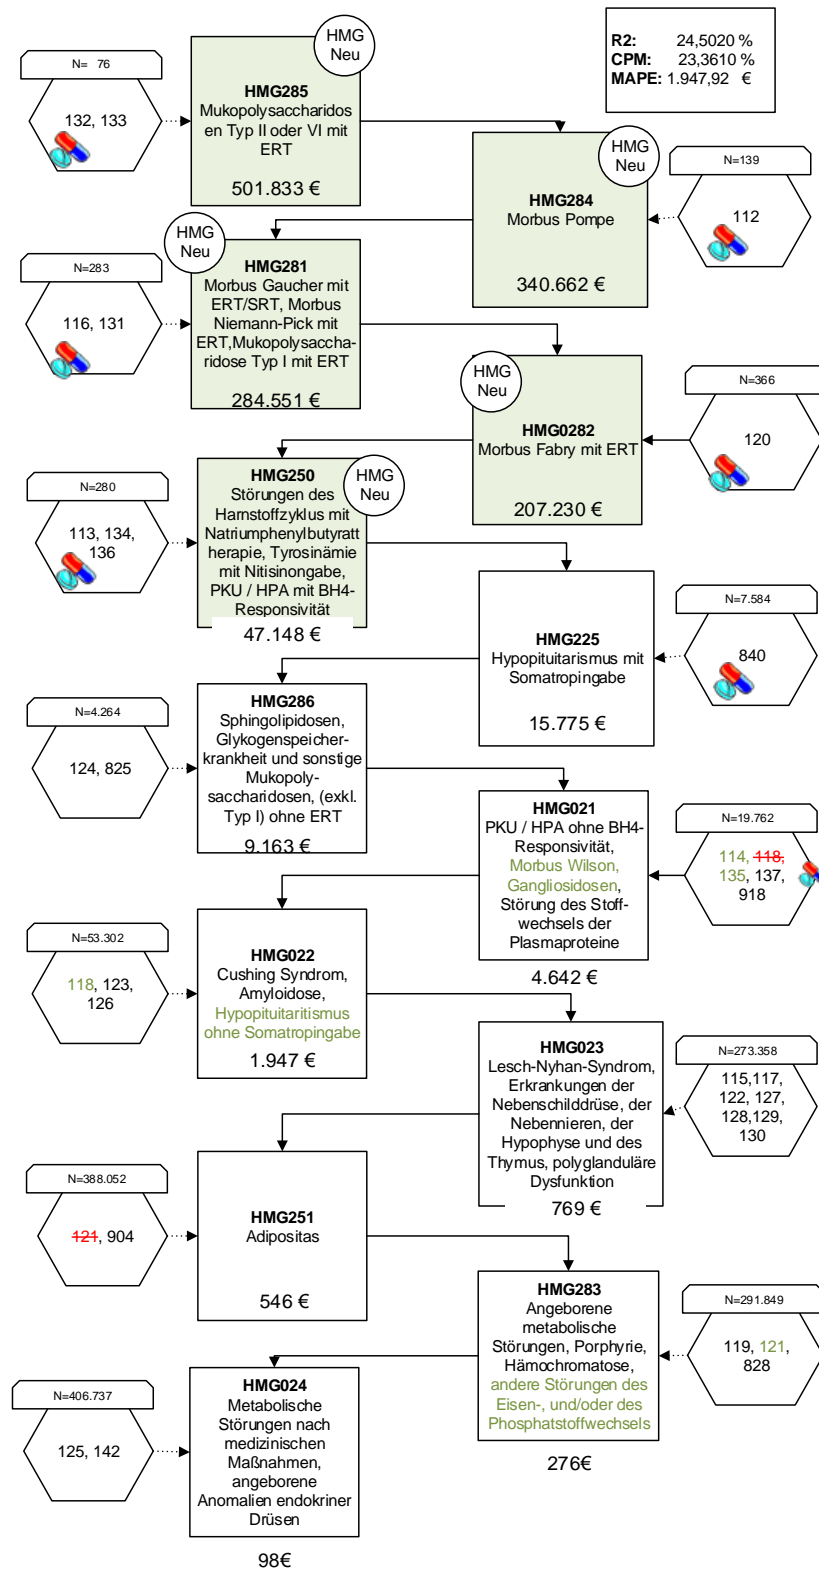 R2: 24,5020 %
CPM: 23,3610 %
MAPE: 1.947,92 €
HMG
Neu
N= 76
132, 133
HMG285
Mukopolysaccharidos
en Typ II oder VI mit
ERT
501.833 €
HMG
Neu
HMG284
Morbus Pompe
340.662 €
N=139
112
HMG
Neu
N=283
116, 131
HMG281
Morbus Gaucher mit
ERT/SRT, Morbus
Niemann-Pick mit
ERT,Mukopolysaccha-
ridose Typ I mit ERT
284.551 €
HMG
Neu
HMG0282
Morbus Fabry mit ERT
207.230 €
N=366
120
HMG
Neu
N=280
113, 134,
136
HMG250
Störungen des
Harnstoffzyklus mit
Natriumphenylbutyratt
herapie, Tyrosinämie
mit Nitisinongabe,
PKU / HPA mit BH4-
Responsivität
47.148 €
HMG225
Hypopituitarismus mit
Somatropingabe
15.775 €
N=7.584
840
N=4.264
124, 825
HMG286
Sphingolipidosen,
Glykogenspeicher-
krankheit und sonstige
Mukopoly-
saccharidosen, (exkl.
Typ I) ohne ERT
9.163 €
HMG021
PKU / HPA ohne BH4-
Responsivität,
Morbus Wilson,
Gangliosidosen,
Störung des Stoff-
wechsels der
Plasmaproteine
4.642 €
N=19.762
114, 118,
135, 137,
918
N=53.302
118, 123,
126
HMG022
Cushing Syndrom,
Amyloidose,
Hypopituitaritismus
ohne Somatropingabe
1.947 €
HMG023
Lesch-Nyhan-Syndrom,
Erkrankungen der
Nebenschilddrüse, der
Nebennieren, der
Hypophyse und des
Thymus, polyglanduläre
Dysfunktion
769 €
N=273.358
115,117,
122, 127,
128,129,
130
N=388.052
121, 904
HMG251
Adipositas
546 €
HMG283
Angeborene
metabolische
Störungen, Porphyrie,
Hämochromatose,
andere Störungen des
Eisen-, und/oder des
Phosphatstoffwechsels
276€
N=291.849
119, 121,
828
N=406.737
125, 142
HMG024
Metabolische
Störungen nach
medizinischen
Maßnahmen,
angeborene
Anomalien endokriner
Drüsen
98€